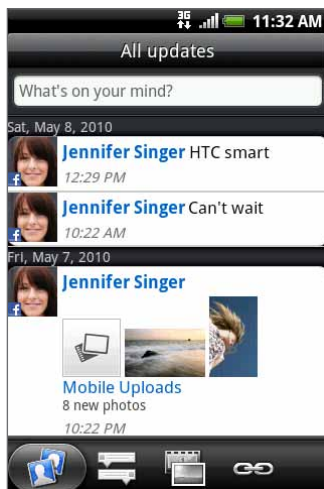 3G 11:32 AM
All updates
What's on your mind?
Sat, May 8, 2010
Jennifer Singer HTC smart
12:29 PM
Jennifer Singer Can't wait
10:22 AM
Fri, May 7, 2010
Jennifer Singer
Mobile Uploads
8 new photos
10:22 PM